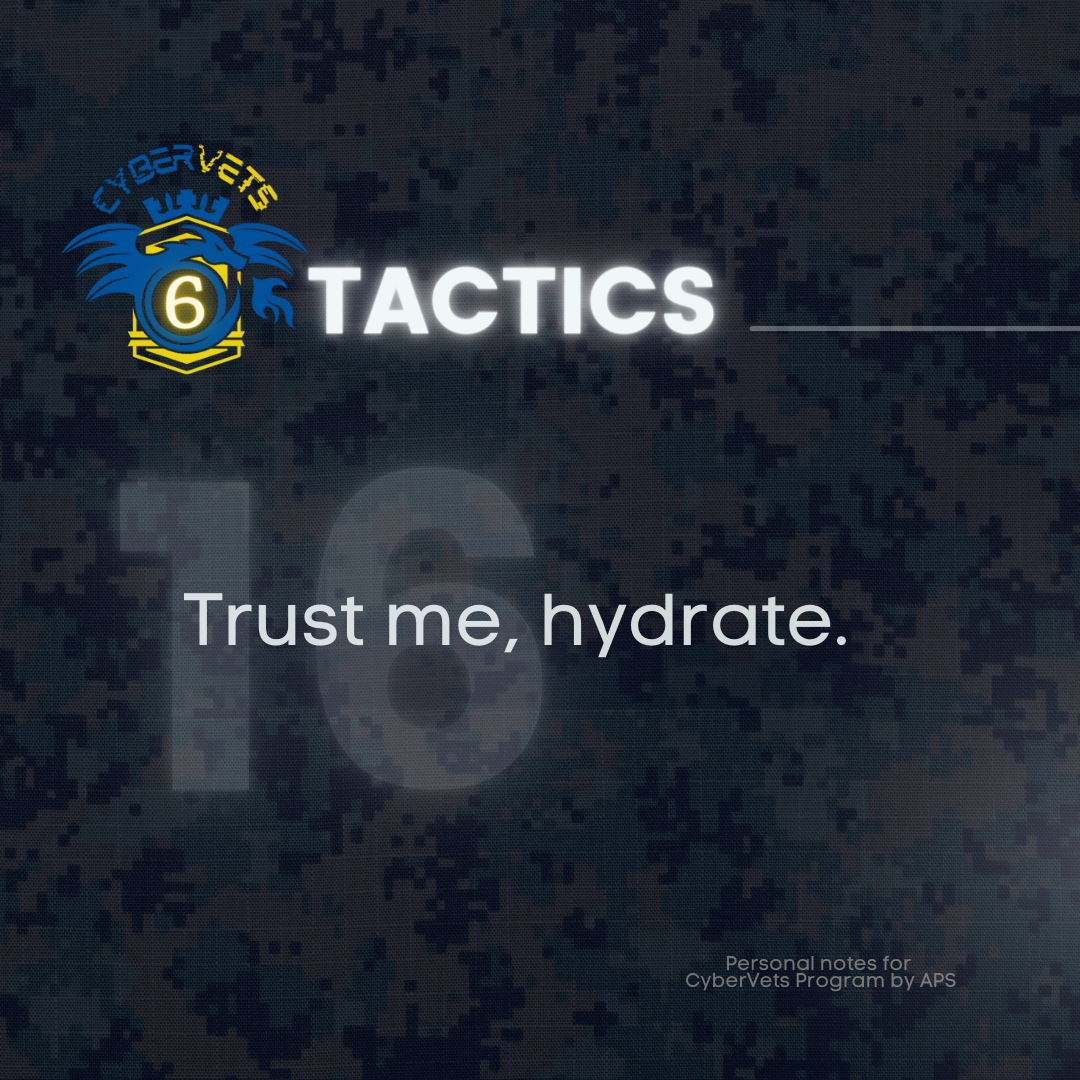 CYBERVETS
6
TACTICS
16
Trust me, hydrate.
Personal notes for
CyberVets Program by APS